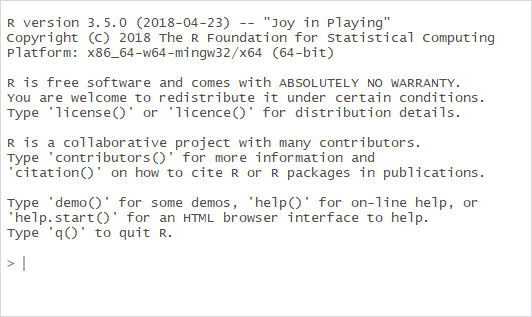 R version 3.5.0 (2018-04-23) -- "Joy in Playing"
Copyright (C) 2018 The R Foundation for Statistical Computing
Platform: x86_64-w64-mingw32/x64 (64-bit)
R is free software and comes with ABSOLUTELY NO WARRANTY.
You are welcome to redistribute it under certain conditions.
Type 'license()' or 'licence()' for distribution details.
R is a collaborative project with many contributors.
Type 'contributors()' for more information and
'citation()' on how to cite R or R packages in publications.
Type 'demo()' for some demos, 'help()' for on-line help, or
'help.start()' for an HTML browser interface to help.
Type 'q()' to quit R.
>